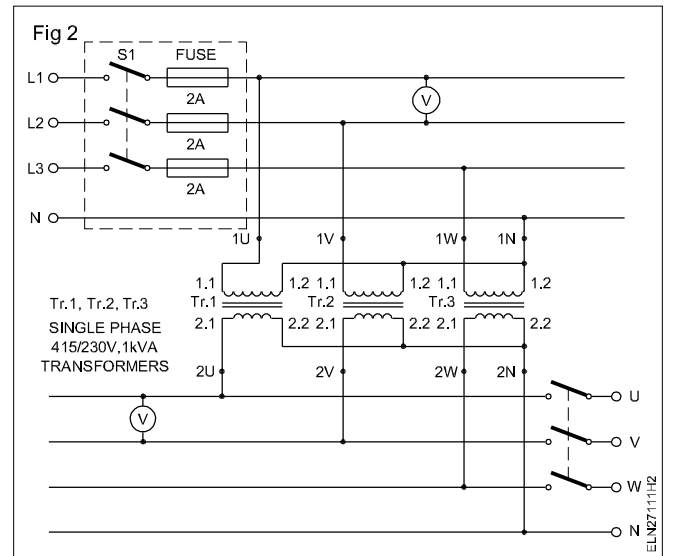 Fig 2
S1 FUSE
L1
2A
V
L2
2A
L3
2A
N
1U 1V 1W 1N
1.1 1.2 1.1 1.2 1.1 1.2
Tr.1 Tr.2 Tr.3
2.1 2.2 2.1 2.2 2.1 2.2
Tr.1, Tr.2, Tr.3
SINGLE PHASE
415/230V,1kVA
TRANSFORMERS
2U 2V 2W 2N
U
V
V
W
N
ELN27111H2